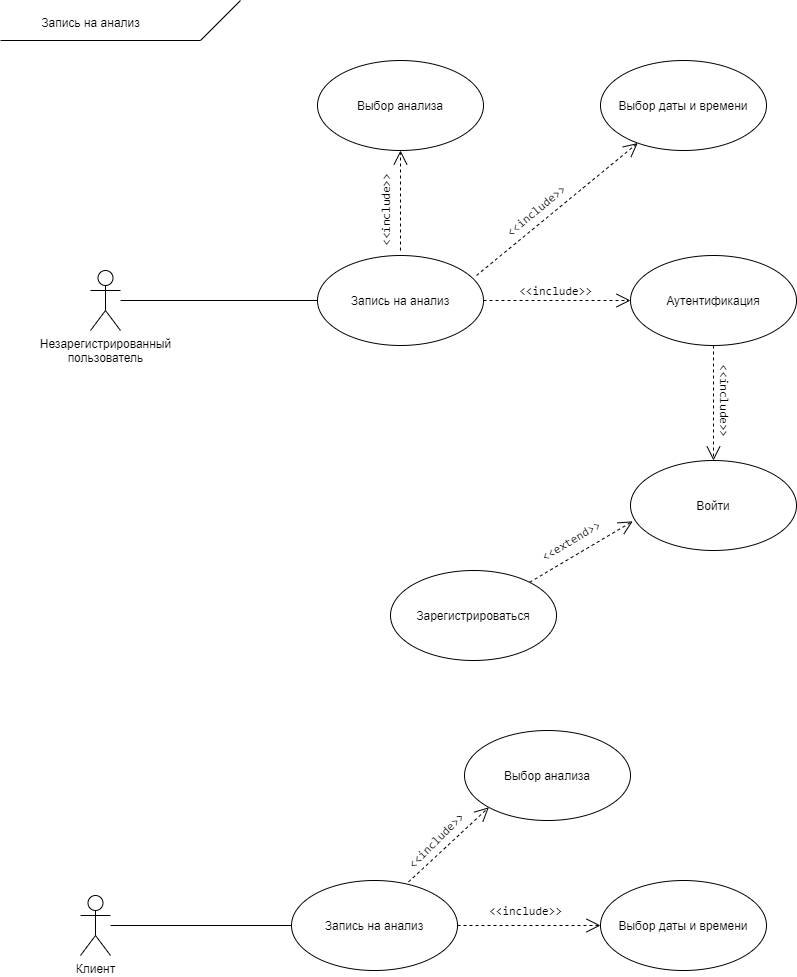 Запись на анализ
Выбор анализа
Выбор даты и времени
<<include>>
<<include>>
Запись на анализ
<<include>>
Аутентификация
Незарегистрированный
пользователь
<<include>>
Войти
<<extend>>
Зарегистрироваться
Выбор анализа
<<include>>
Запись на анализ
<<include>>
Выбор даты и времени
Клиент